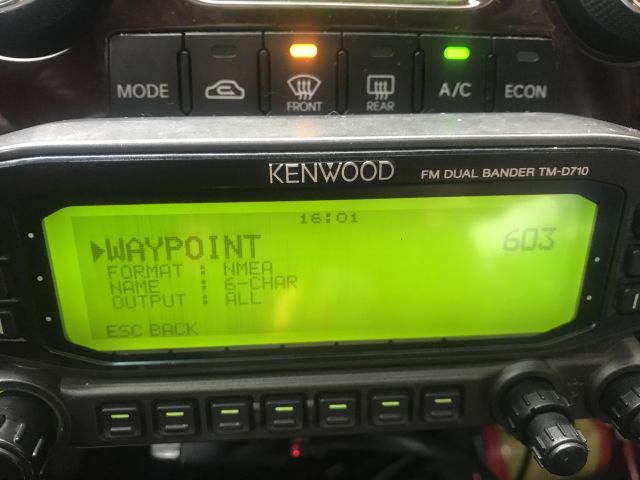 MODE FRONT REAR A/C ECON
KENWOOD FM DUAL BANDER TM-D710
16:01
WAYPOINT 603
FORMAT : NMEA
NAME : 6-CHAR
OUTPUT : ALL
ESC BACK